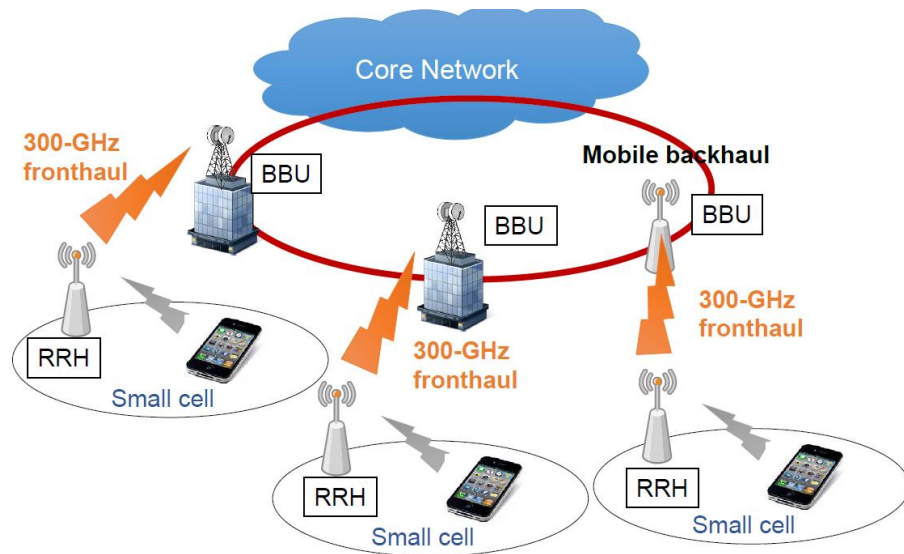 Core Network
300-GHz
fronthaul
BBU
Mobile backhaul
BBU
BBU
RRH
Small cell
300-GHz
fronthaul
300-GHz
fronthaul
RRH
Small cell
RRH
Small cell